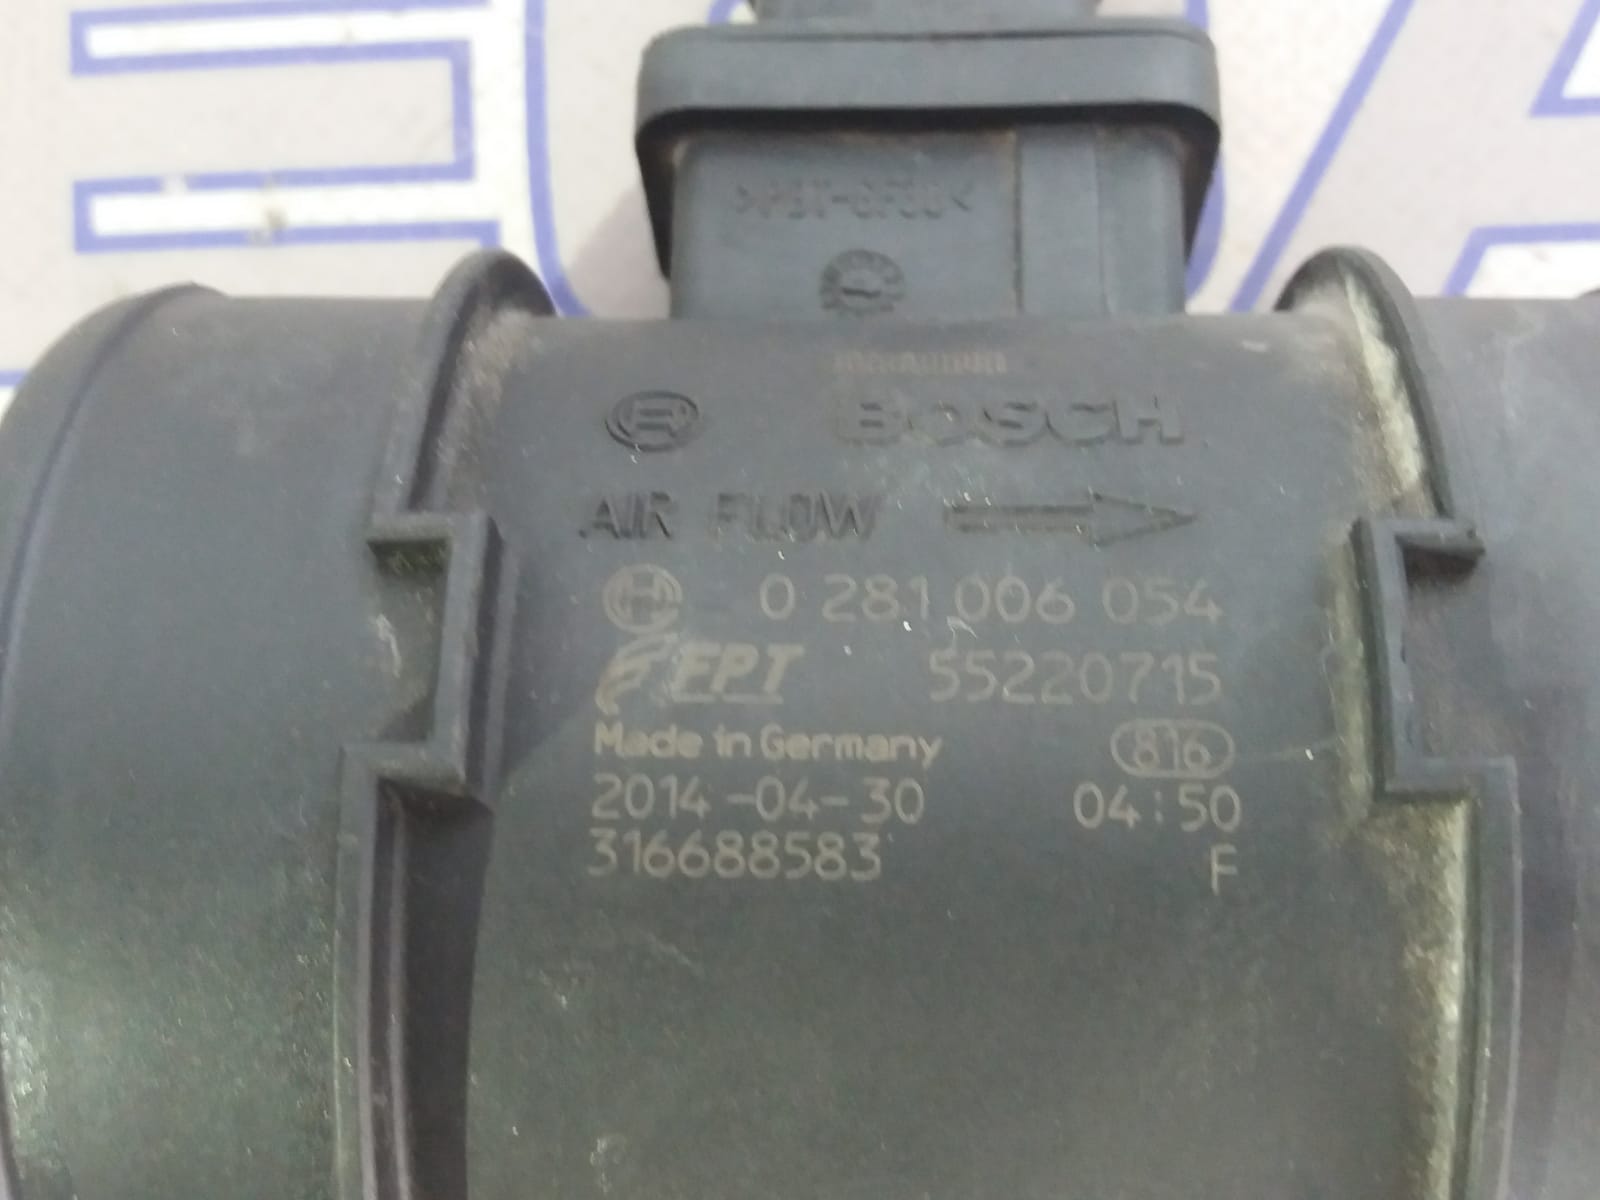 BOSCH
AIR FLOW
0 281 006 054
FPT 55220715
Made in Germany 816
2014-04-30 04:50
316688583 F